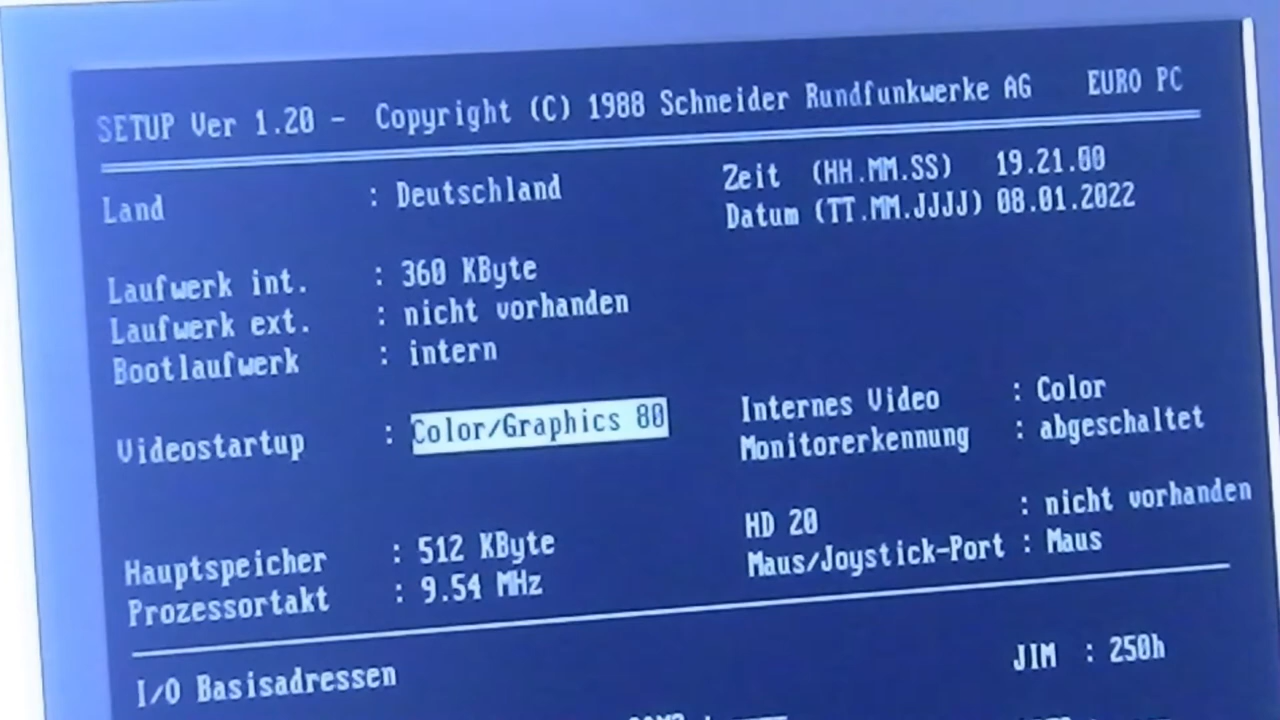 SETUP Ver 1.20 - Copyright (C) 1988 Schneider Rundfunkwerke AG EURO PC
Land : Deutschland Zeit (HH.MM.SS) 19.21.00
Datum (TT.MM.JJJJ) 08.01.2022
Laufwerk int. : 360 KByte
Laufwerk ext. : nicht vorhanden
Bootlaufwerk : intern
Internes Video : Color
Videostartup : Color/Graphics 80 Monitorerkennung : abgeschaltet
HD 20 : nicht vorhanden
Hauptspeicher : 512 KByte Maus/Joystick-Port : Maus
Prozessortakt : 9.54 MHz
I/O Basisadressen JIM : 250h